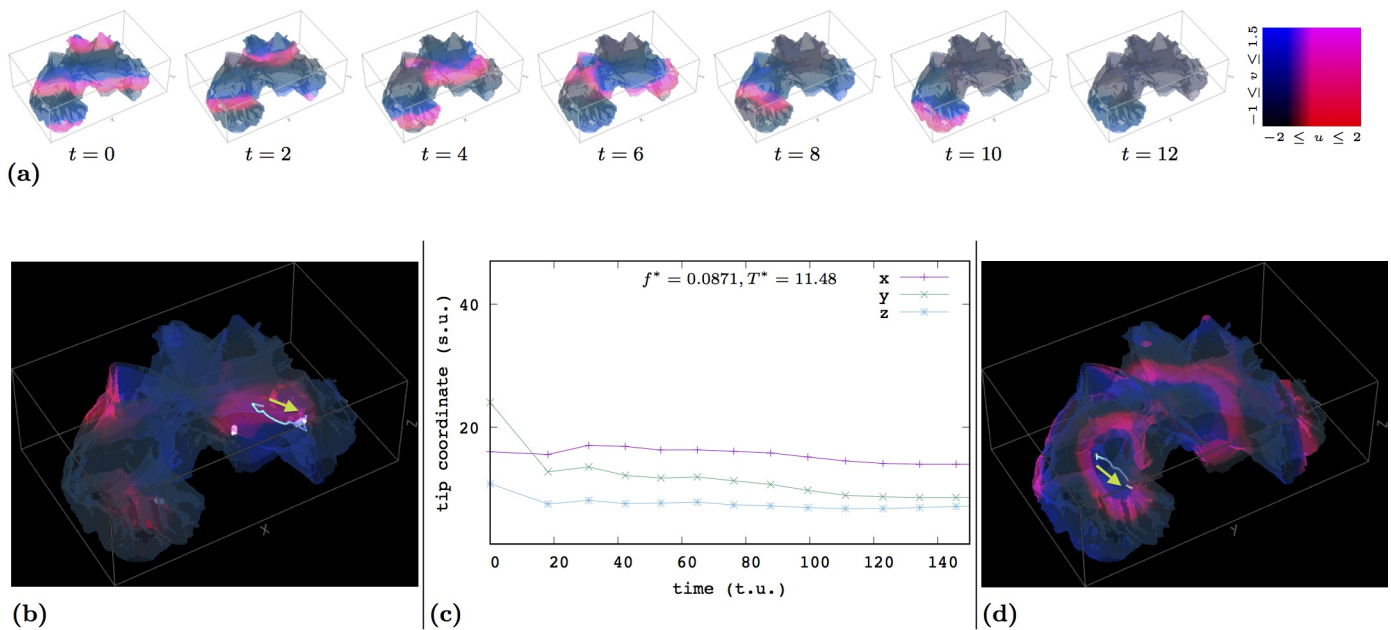 t = 0
t = 2
t = 4
t = 6
t = 8
t = 10
t = 12
−1 ≤ v ≤ 1.5
−2 ≤ u ≤ 2
(a)
f* = 0.0871, T* = 11.48
x
y
z
40
20
tip coordinate (s.u.)
0 20 40 60 80 100 120 140
time (t.u.)
X
Z
y
Z
(b)
(c)
(d)